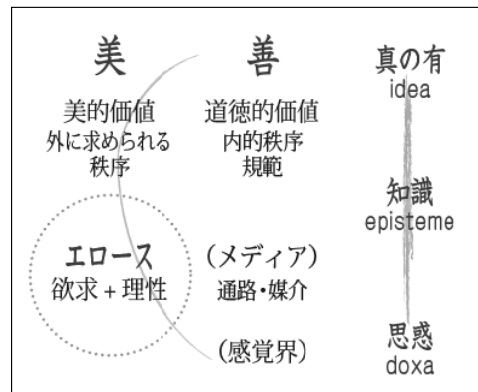 美
美的価値
外に求められる
秩序
エロース
欲求 + 理性
善
道徳的価値
内的秩序
規範
(メディア)
通路・媒介
(感覚界)
真の有
idea
知識
episteme
思惑
doxa